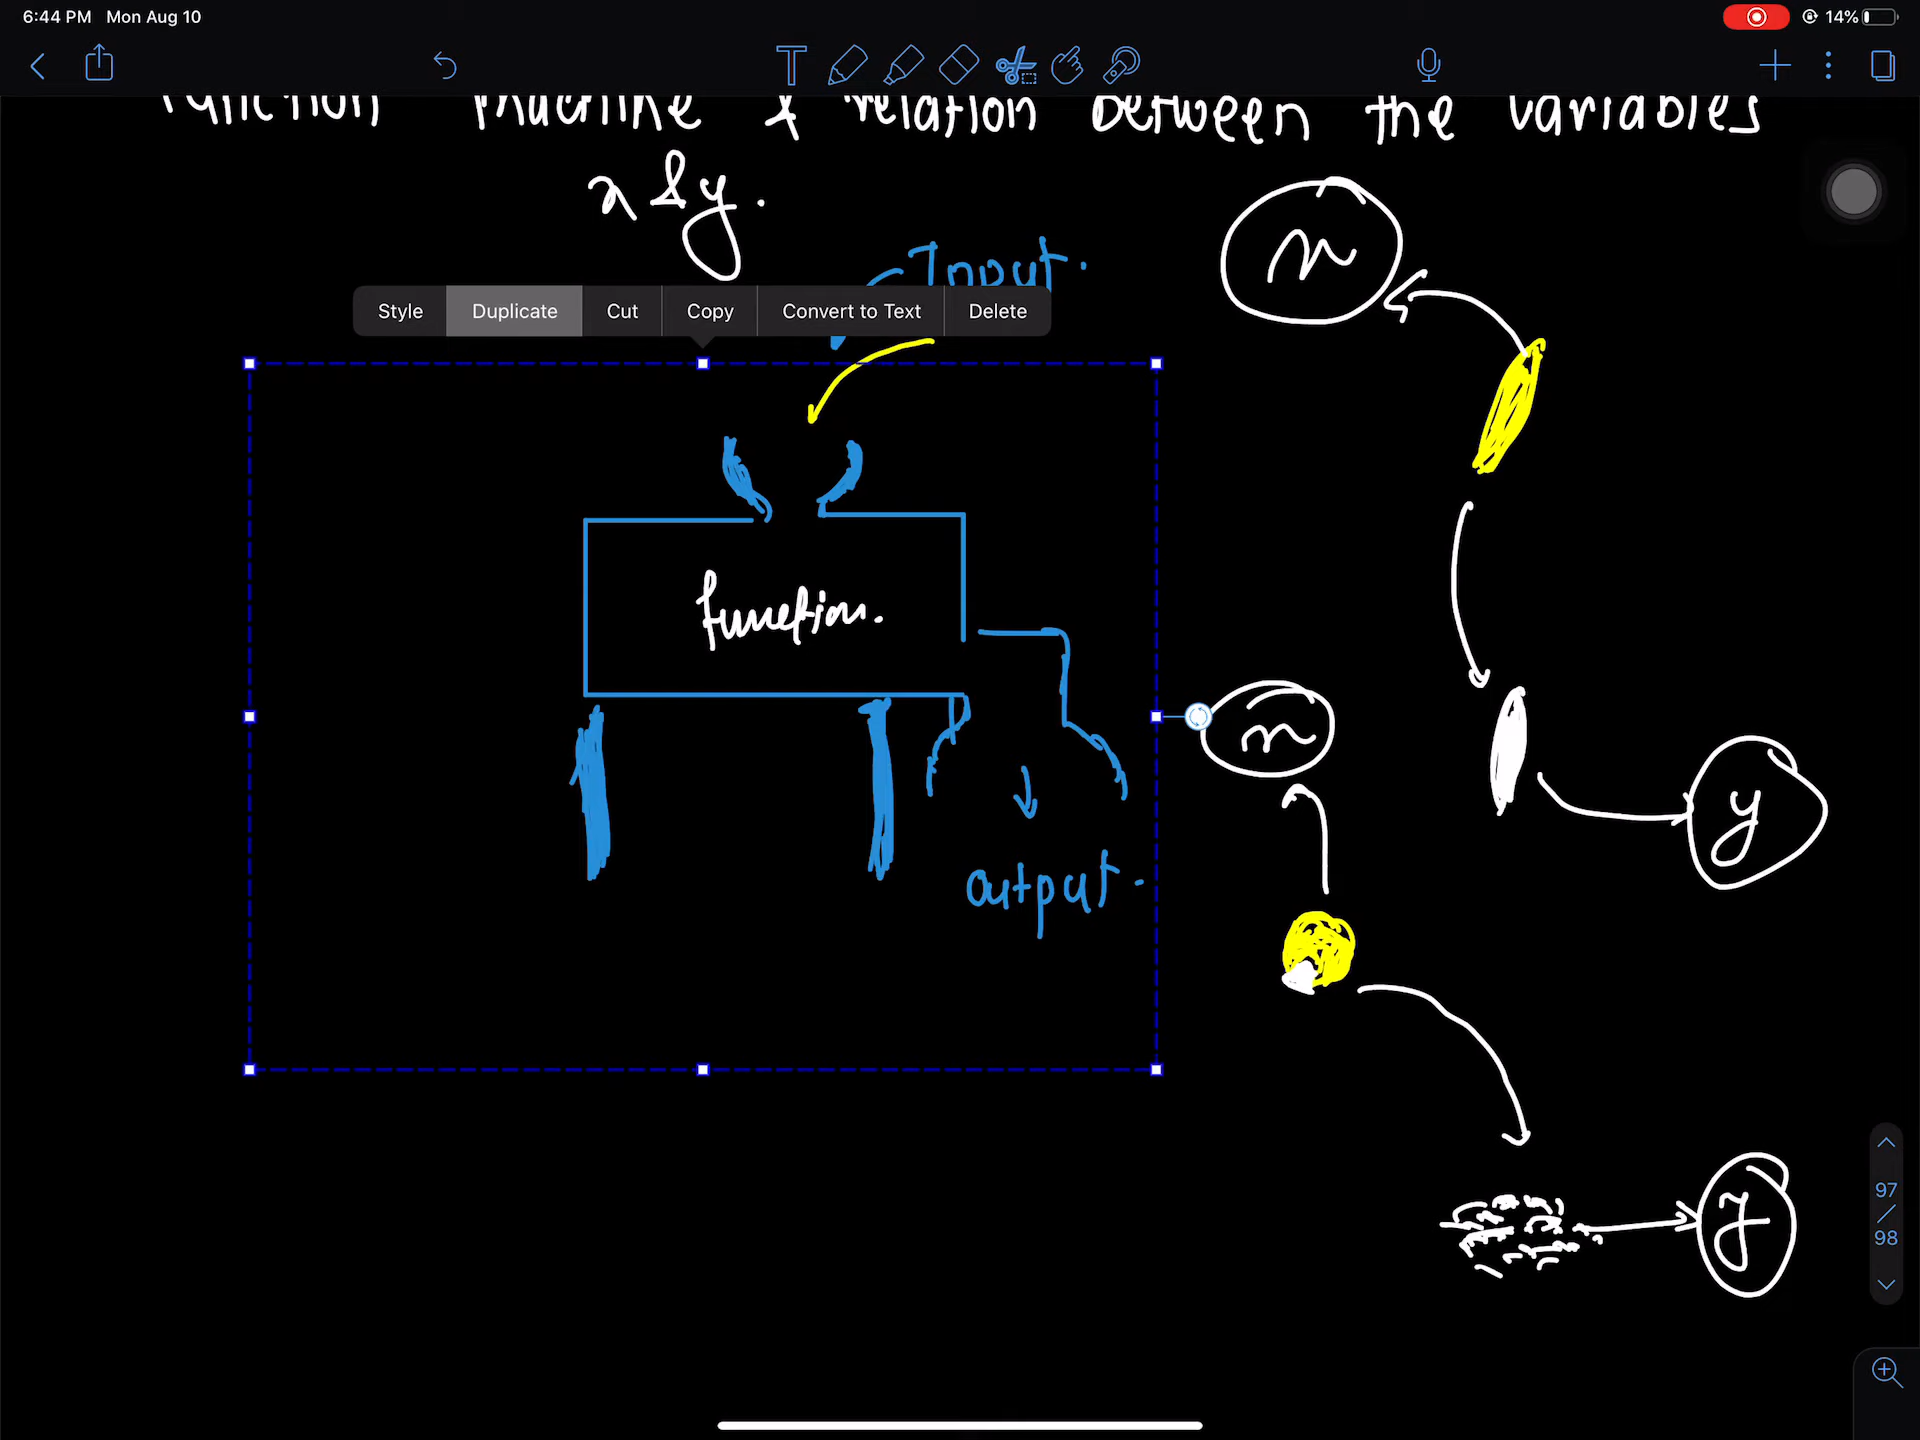 6:44 PM Mon Aug 10
14%
function machine & relation between the variables
x & y.
Input.
Style Duplicate Cut Copy Convert to Text Delete
x
function.
x
y
output.
y
97
/
98